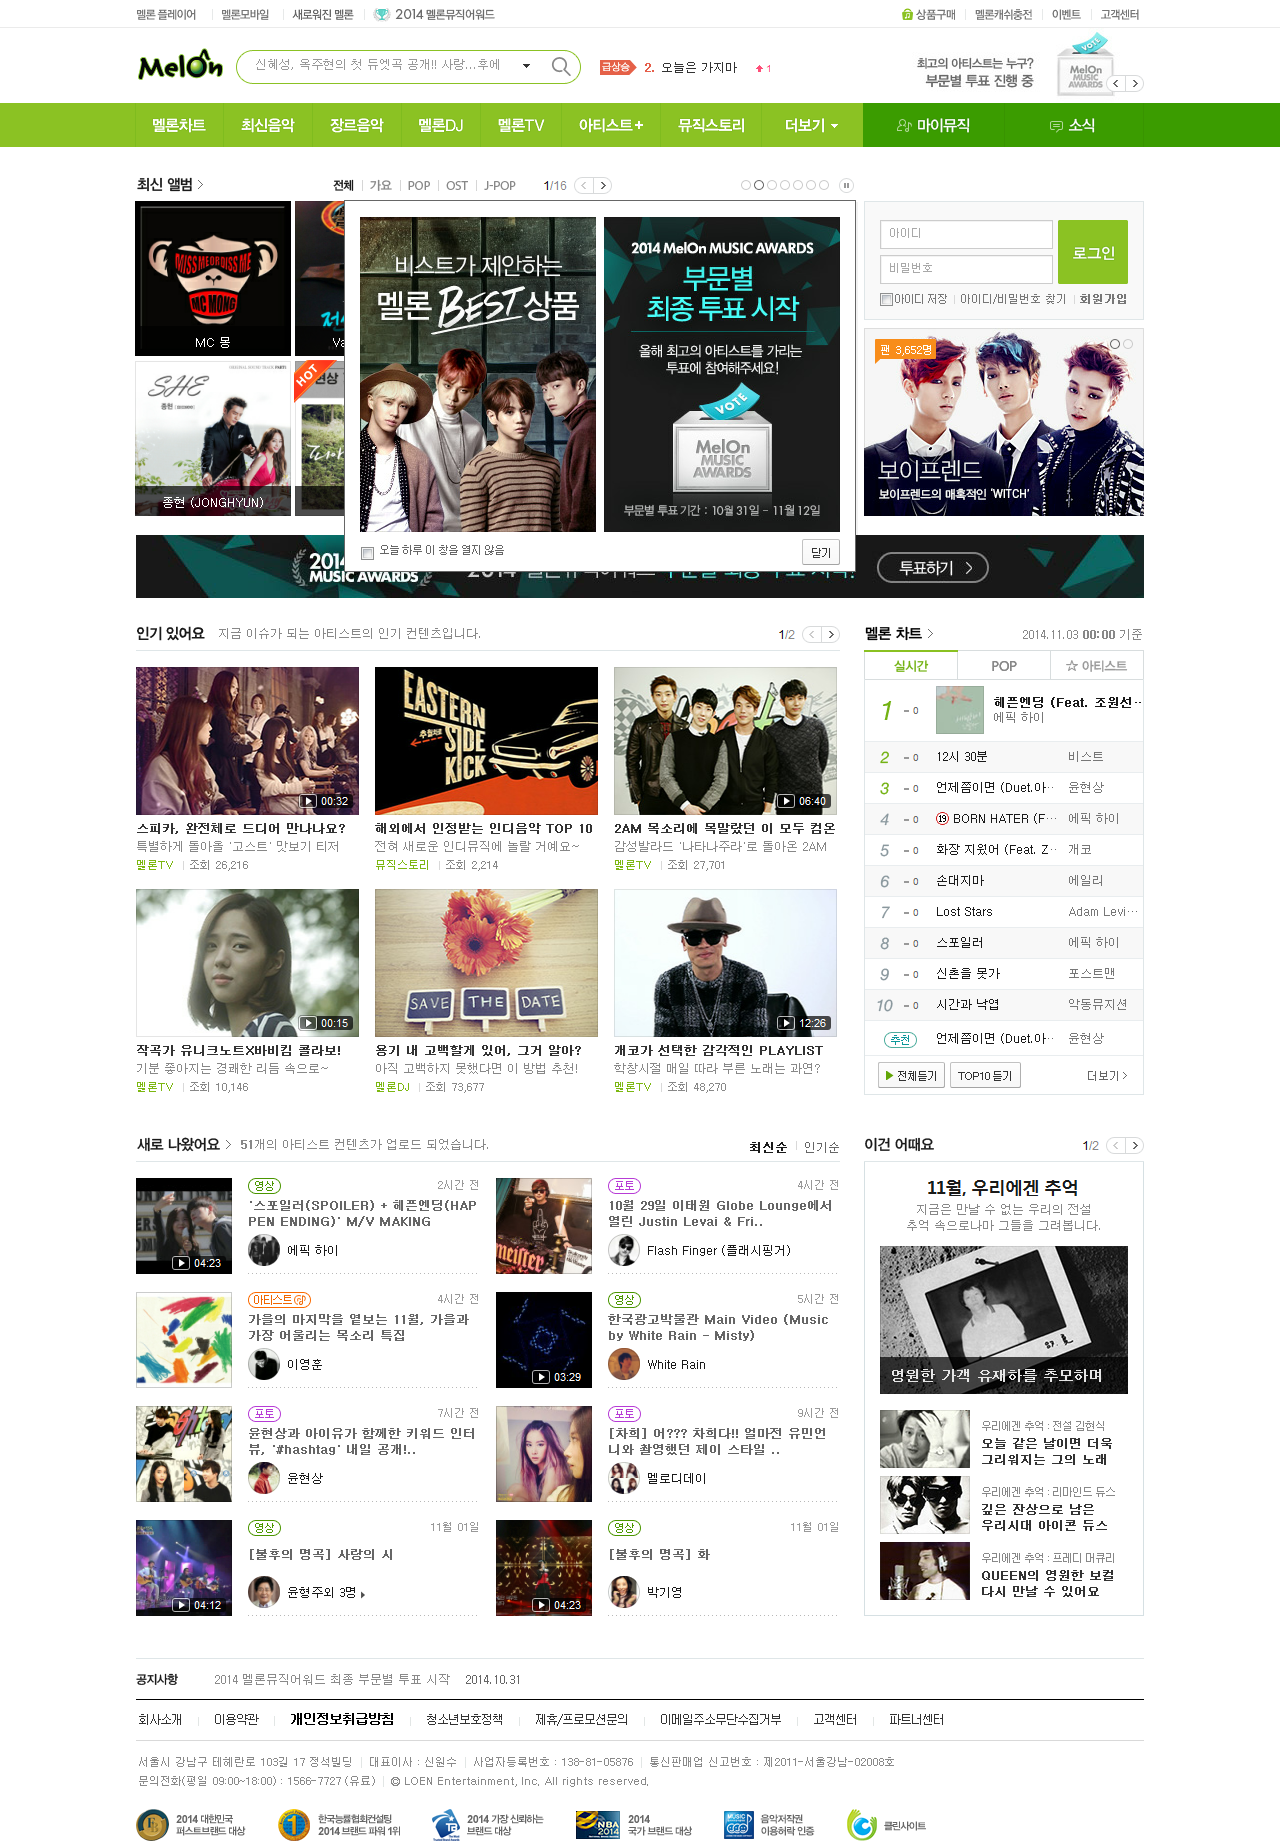 멜론 플레이어 멜론모바일 새로워진 멜론 2014 멜론뮤직어워드 상품구매 멜론캐쉬충전 이벤트 고객센터
MelOn 신혜성, 옥주현의 첫 듀엣곡 공개!! 사랑...후에 급상승 2. 오늘은 가지마 1
최고의 아티스트는 누구?
부문별 투표 진행 중
VOTE
MelOn MUSIC AWARDS
멜론차트 최신음악 장르음악 멜론DJ 멜론TV 아티스트+ 뮤직스토리 더보기 마이뮤직 소식
최신 앨범 전체 가요 POP OST J-POP 1/16
MISS ME OR DISS ME
MC MONG
MC 몽
SHE
종현 (JONGHYUN)
HOT
비스트가 제안하는
멜론 BEST 상품
2014 MelOn MUSIC AWARDS
부문별
최종 투표 시작
올해 최고의 아티스트를 가리는
투표에 참여해주세요!
VOTE
MelOn
MUSIC
AWARDS
부문별 투표 기간 : 10월 31일 - 11월 12일
오늘 하루 이 창을 열지 않음 닫기
아이디
비밀번호
로그인
아이디 저장 아이디/비밀번호 찾기 회원가입
팬 3,652명
보이프렌드
보이프렌드의 매혹적인 'WITCH'
2014
MUSIC AWARDS
투표하기
인기 있어요 지금 이슈가 되는 아티스트의 인기 컨텐츠입니다. 1/2
00:32
스피카, 완전체로 드디어 만나나요?
특별하게 돌아올 '고스트' 맛보기 티저
멜론TV 조회 26,216
EASTERN
SIDE
KICK
해외에서 인정받는 인디음악 TOP 10
전혀 새로운 인디뮤직에 놀랄 거예요~
뮤직스토리 조회 2,214
06:40
2AM 목소리에 목말랐던 이 모두 컴온
감성발라드 '나타나주라'로 돌아온 2AM
멜론TV 조회 27,701
00:15
작곡가 유니크노트X바비킴 콜라보!
기분 좋아지는 경쾌한 리듬 속으로~
멜론TV 조회 10,146
SAVE THE DATE
용기 내 고백할게 있어, 그거 알아?
아직 고백하지 못했다면 이 방법 추천!
멜론DJ 조회 73,677
12:26
개코가 선택한 감각적인 PLAYLIST
학창시절 매일 따라 부른 노래는 과연?
멜론TV 조회 48,270
멜론 차트 2014.11.03 00:00 기준
실시간 POP ☆ 아티스트
1 - 0 헤픈엔딩 (Feat. 조원선…
에픽 하이
2 - 0 12시 30분 비스트
3 - 0 언제쯤이면 (Duet.아… 윤현상
4 - 0 19 BORN HATER (F… 에픽 하이
5 - 0 화장 지웠어 (Feat. Z… 개코
6 - 0 손대지마 에일리
7 - 0 Lost Stars Adam Levi…
8 - 0 스포일러 에픽 하이
9 - 0 신촌을 못가 포스트맨
10 - 0 시간과 낙엽 악동뮤지션
추천 언제쯤이면 (Duet.아… 윤현상
전체듣기 TOP10 듣기 더보기
새로 나왔어요 51개의 아티스트 컨텐츠가 업로드 되었습니다. 최신순 인기순
04:23
영상 2시간 전
'스포일러(SPOILER) + 헤픈엔딩(HAP
PEN ENDING)' M/V MAKING
에픽 하이
포토 4시간 전
10월 29일 이태원 Globe Lounge에서
열린 Justin Levai & Fri..
Flash Finger (플래시핑거)
아티스트 4시간 전
가을의 마지막을 엿보는 11월, 가을과
가장 어울리는 목소리 특집
이영훈
03:29
영상 5시간 전
한국광고박물관 Main Video (Music
by White Rain - Misty)
White Rain
포토 7시간 전
윤현상과 아이유가 함께한 키워드 인터
뷰, '#hashtag' 내일 공개!..
윤현상
포토 9시간 전
[차희] 어??? 차희다!! 얼마전 유민언
니와 촬영했던 제이 스타일 ..
멜로디데이
04:12
영상 11월 01일
[불후의 명곡] 사랑의 시
윤형주외 3명
04:23
영상 11월 01일
[불후의 명곡] 화
박기영
이건 어때요 1/2
11월, 우리에겐 추억
지금은 만날 수 없는 우리의 전설
추억 속으로나마 그들을 그려봅니다.
영원한 가객 유재하를 추모하며
우리에겐 추억 : 전설 김현식
오늘 같은 날이면 더욱
그리워지는 그의 노래
우리에겐 추억 : 리마인드 듀스
깊은 잔상으로 남은
우리시대 아이콘 듀스
우리에겐 추억 : 프레디 머큐리
QUEEN의 영원한 보컬
다시 만날 수 있어요
공지사항 2014 멜론뮤직어워드 최종 부문별 투표 시작 2014.10.31
회사소개 이용약관 개인정보취급방침 청소년보호정책 제휴/프로모션문의 이메일주소무단수집거부 고객센터 파트너센터
서울시 강남구 테헤란로 103길 17 정석빌딩 대표이사 : 신원수 사업자등록번호 : 138-81-05876 통신판매업 신고번호 : 제2011-서울강남-02008호
문의전화(평일 09:00~18:00) : 1566-7727 (유료) © LOEN Entertainment, Inc. All rights reserved.
2014 대한민국
퍼스트브랜드 대상
한국능률협회컨설팅
2014 브랜드 파워 1위
2014 가장 신뢰하는
브랜드 대상
NBA 2014
2014
국가 브랜드 대상
음악저작권
이용허락 인증
클린사이트